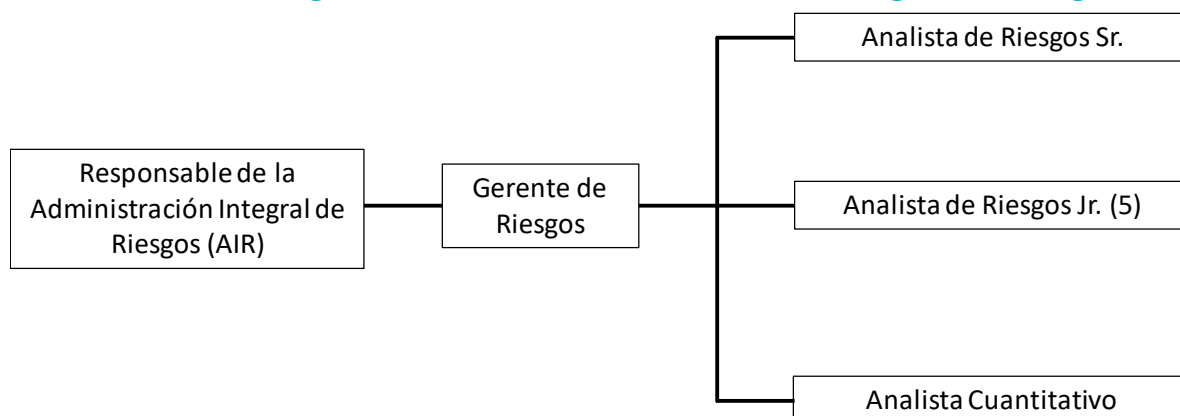 Responsable de la
Administración Integral de
Riesgos (AIR)
Gerente de
Riesgos
Analista de Riesgos Sr.
Analista de Riesgos Jr. (5)
Analista Cuantitativo